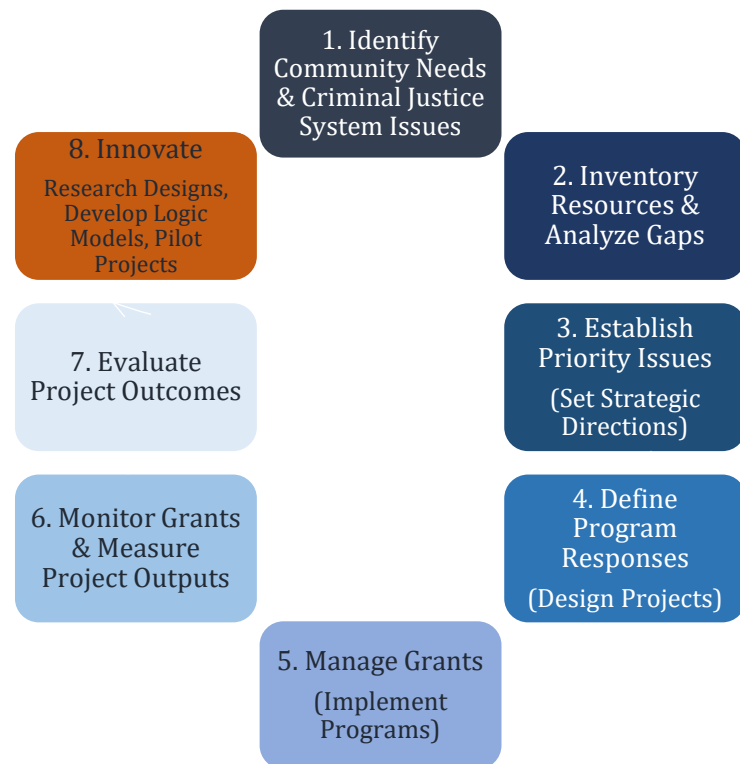 1. Identify
Community Needs
& Criminal Justice
System Issues
2. Inventory
Resources &
Analyze Gaps
3. Establish
Priority Issues
(Set Strategic
Directions)
4. Define
Program
Responses
(Design Projects)
5. Manage Grants
(Implement
Programs)
6. Monitor Grants
& Measure
Project Outputs
7. Evaluate
Project Outcomes
8. Innovate
Research Designs,
Develop Logic
Models, Pilot
Projects